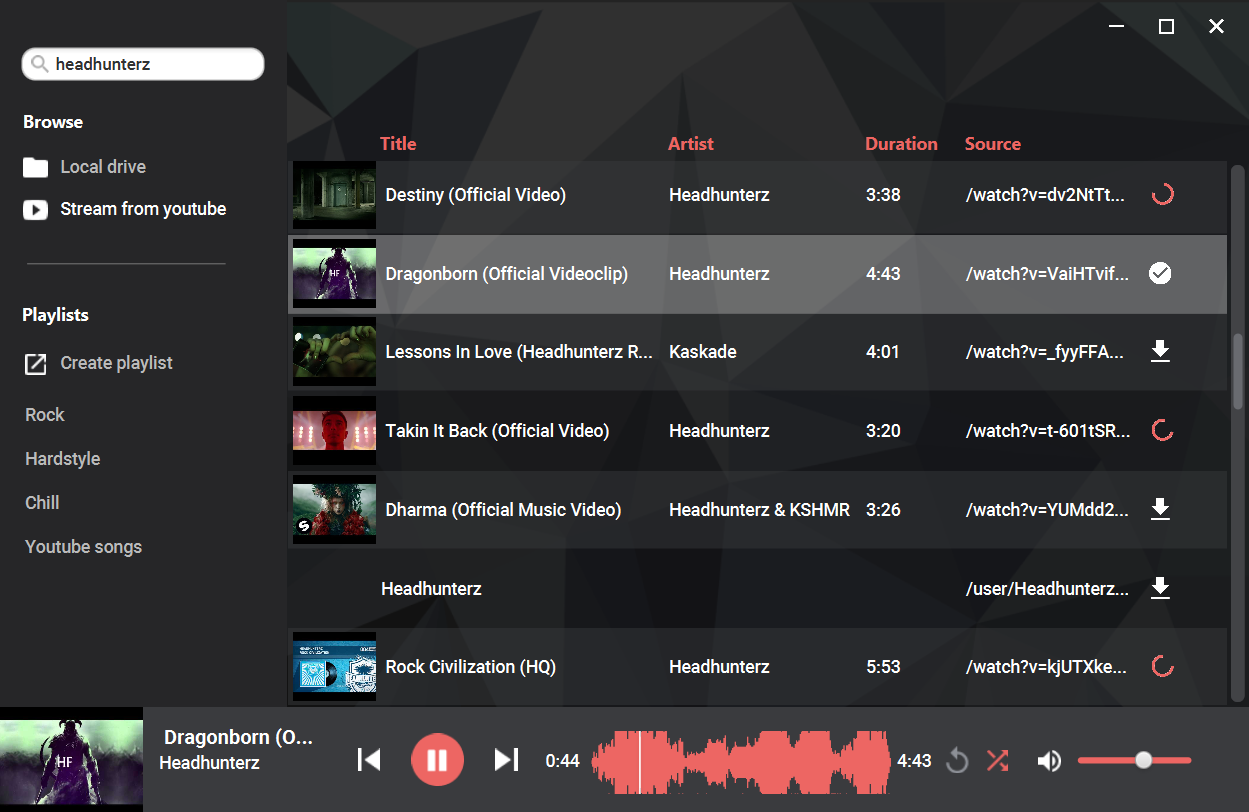 headhunterz
Browse
Local drive
Stream from youtube
Playlists
Create playlist
Rock
Hardstyle
Chill
Youtube songs
Title Artist Duration Source
Destiny (Official Video) Headhunterz 3:38 /watch?v=dv2NtTt...
HF
Dragonborn (Official Videoclip) Headhunterz 4:43 /watch?v=VaiHTvif...
Lessons In Love (Headhunterz R... Kaskade 4:01 /watch?v=_fyyFFA...
Takin It Back (Official Video) Headhunterz 3:20 /watch?v=t-601tSR...
Dharma (Official Music Video) Headhunterz & KSHMR 3:26 /watch?v=YUMdd2...
Headhunterz /user/Headhunterz...
Rock Civilization (HQ) Headhunterz 5:53 /watch?v=kjUTXke...
HF
Dragonborn (O...
Headhunterz
0:44 4:43